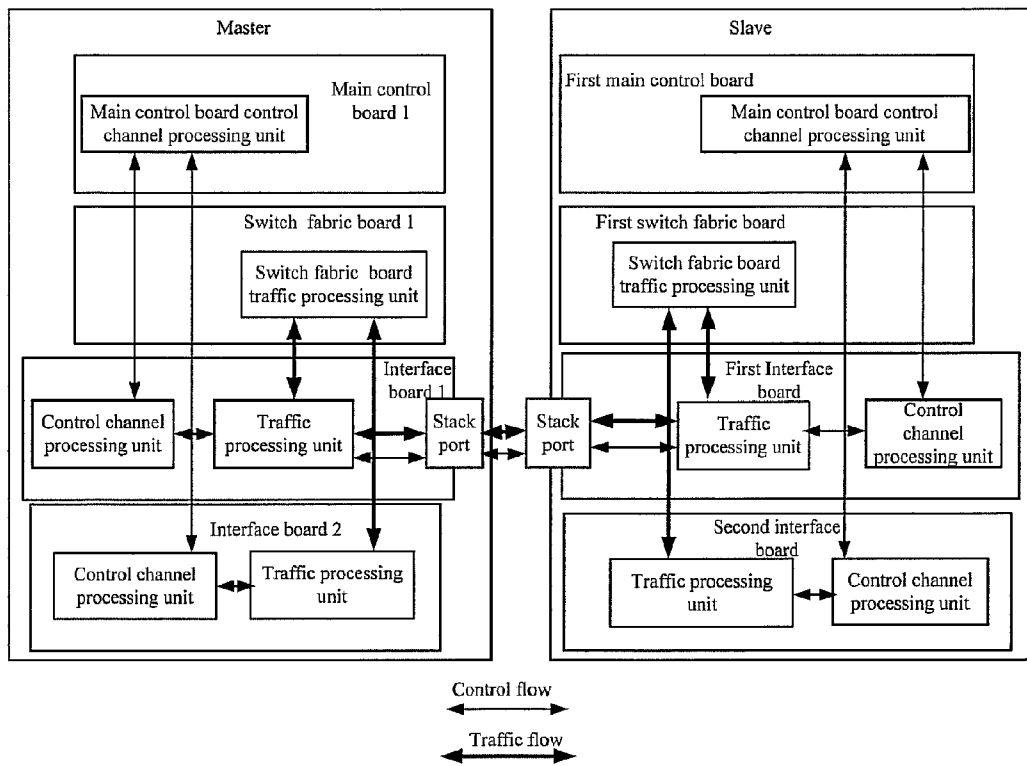 Master
Main control
board 1
Main control board control
channel processing unit
Switch fabric board 1
Switch fabric board
traffic processing unit
Interface
board 1
Control channel
processing unit
Traffic
processing unit
Stack
port
Interface board 2
Control channel
processing unit
Traffic processing
unit
Slave
First main control board
Main control board control
channel processing unit
First switch fabric board
Switch fabric board
traffic processing unit
First Interface
board
Stack
port
Traffic
processing unit
Control
channel
processing unit
Second interface
board
Traffic processing
unit
Control channel
processing unit
Control flow
Traffic flow